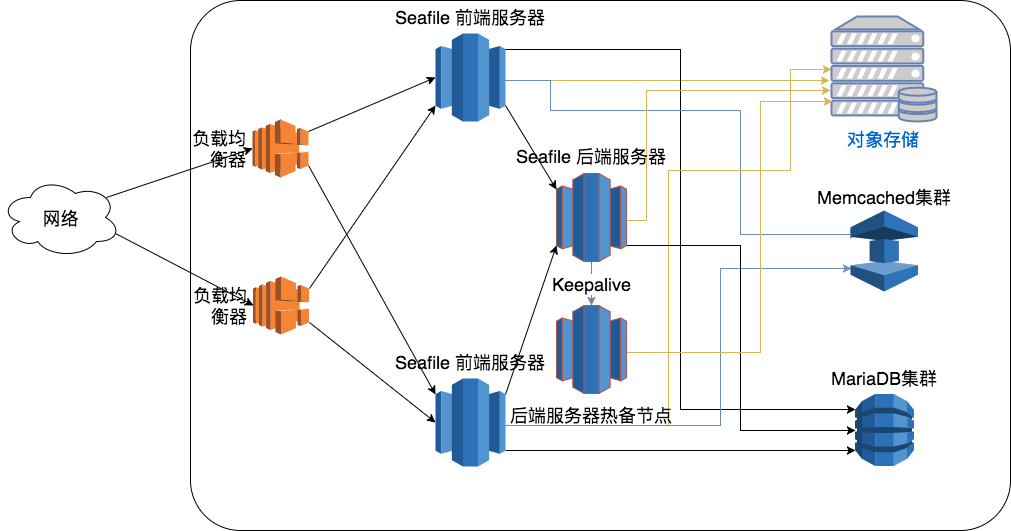 Seafile 前端服务器
负载均
衡器
对象存储
Seafile 后端服务器
Memcached集群
网络
Keepalive
负载均
衡器
Seafile 前端服务器
MariaDB集群
后端服务器热备节点